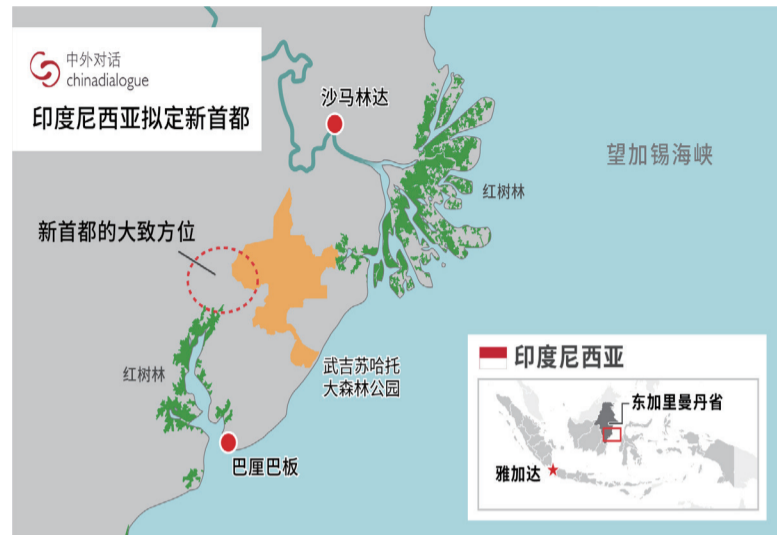 中外对话
chinadialogue
印度尼西亚拟定新首都
沙马林达
望加锡海峡
红树林
新首都的大致方位
武吉苏哈托
大森林公园
红树林
巴厘巴板
印度尼西亚
东加里曼丹省
雅加达